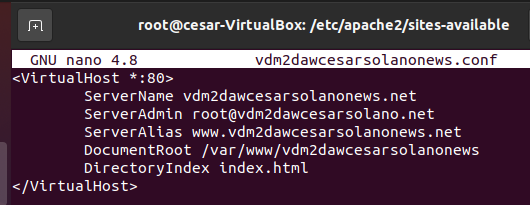 root@cesar-VirtualBox: /etc/apache2/sites-available
GNU nano 4.8 vdm2dawcesarsolanonews.conf
<VirtualHost *:80>
ServerName vdm2dawcesarsolanonews.net
ServerAdmin root@vdm2dawcesarsolano.net
ServerAlias www.vdm2dawcesarsolanonews.net
DocumentRoot /var/www/vdm2dawcesarsolanonews
DirectoryIndex index.html
</VirtualHost>